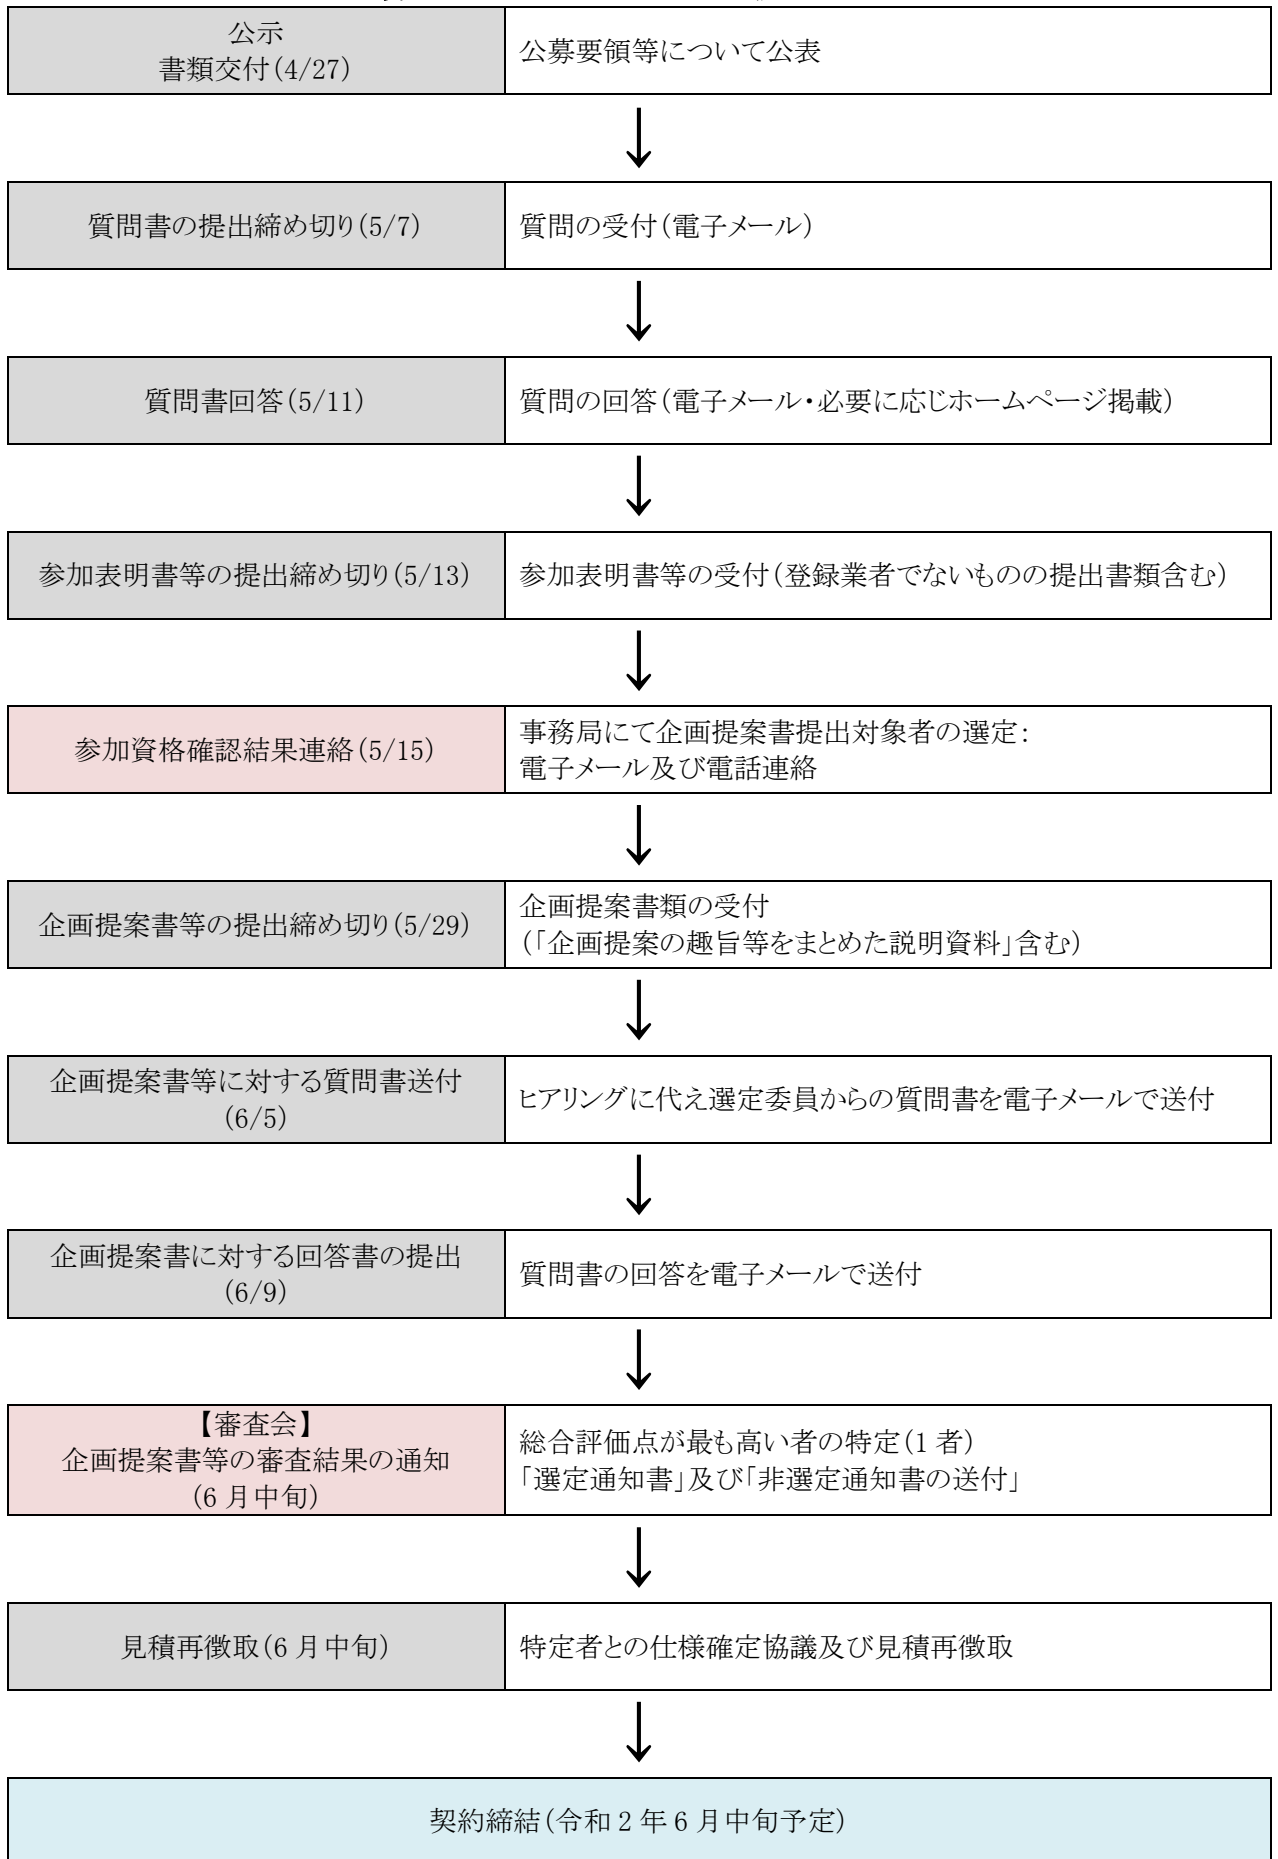 公示
書類交付(4/27)
公募要領等について公表
質問書の提出締め切り(5/7)
質問の受付(電子メール)
質問書回答(5/11)
質問の回答(電子メール・必要に応じホームページ掲載)
参加表明書等の提出締め切り(5/13)
参加表明書等の受付(登録業者でないものの提出書類含む)
参加資格確認結果連絡(5/15)
事務局にて企画提案書提出対象者の選定:
電子メール及び電話連絡
企画提案書等の提出締め切り(5/29)
企画提案書類の受付
(「企画提案の趣旨等をまとめた説明資料」含む)
企画提案書等に対する質問書送付
(6/5)
ヒアリングに代え選定委員からの質問書を電子メールで送付
企画提案書に対する回答書の提出
(6/9)
質問書の回答を電子メールで送付
【審査会】
企画提案書等の審査結果の通知
(6 月中旬)
総合評価点が最も高い者の特定(1 者)
「選定通知書」及び「非選定通知書の送付」
見積再徴取(6 月中旬)
特定者との仕様確定協議及び見積再徴取
契約締結(令和 2 年 6 月中旬予定)